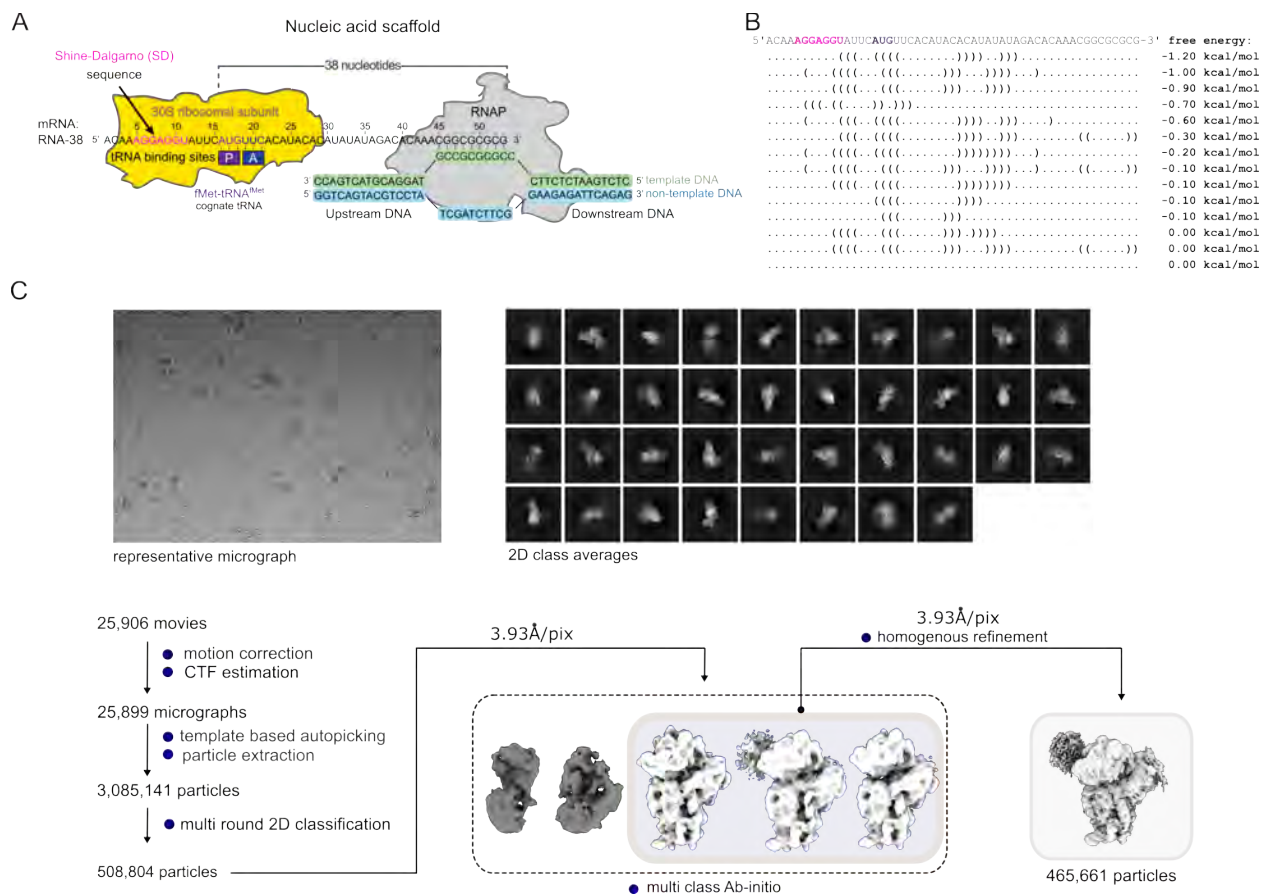 A
Nucleic acid scaffold
Shine-Dalgarno (SD)
sequence
38 nucleotides
30S ribosomal subunit
RNAP
mRNA:
5 10 15 20 25 30 35 40 45 50
RNA-38 5' ACAAAGGAGGUAUUCAUGUUCACAUACACAUAUAUAGACACAAACGGCGCGCG 3'
tRNA binding sites P A
GCCGCGCGCC
fMet-tRNAfMet
cognate tRNA
3' CCAGTCATGCAGGAT CTTCTCTAAGTCTC 5' template DNA
5' GGTCAGTACGTCCTA GAAGAGATTCAGAG 3' non-template DNA
Upstream DNA TCGATCTTCG Downstream DNA
B
5'ACAAAGGAGGUAUUCAUGUUCACAUACACAUAUAUAGACACAAACGGCGCGCG-3' free energy:
-1.20 kcal/mol
-1.00 kcal/mol
-0.90 kcal/mol
-0.70 kcal/mol
-0.60 kcal/mol
-0.30 kcal/mol
-0.20 kcal/mol
-0.10 kcal/mol
-0.10 kcal/mol
-0.10 kcal/mol
-0.10 kcal/mol
0.00 kcal/mol
0.00 kcal/mol
0.00 kcal/mol
C
representative micrograph
2D class averages
25,906 movies
motion correction
CTF estimation
25,899 micrographs
template based autopicking
particle extraction
3,085,141 particles
multi round 2D classification
508,804 particles
3.93Å/pix
multi class Ab-initio
3.93Å/pix
homogenous refinement
465,661 particles